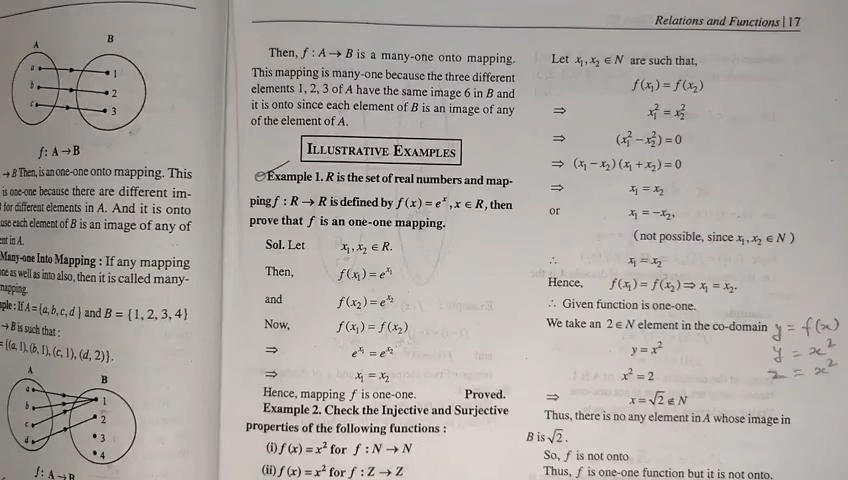 Relations and Functions | 17
A
B
a
1
b
2
c
3
f: A → B
→ B Then, is an one-one onto mapping. This
is one-one because there are different im-
for different elements in A. And it is onto
use each element of B is an image of any of
ent in A.
Many-one Into Mapping : If any mapping
one as well as into also, then it is called many-
mapping.
ple : If A = {a, b, c, d} and B = {1, 2, 3, 4}
→ B is such that :
= {(a, 1), (b, 1), (c, 1), (d, 2)}.
A
B
a
1
b
2
c
3
d
4
f: A → B
Then, f : A → B is a many-one onto mapping.
This mapping is many-one because the three different
elements 1, 2, 3 of A have the same image 6 in B and
it is onto since each element of B is an image of any
of the element of A.
ILLUSTRATIVE EXAMPLES
Example 1. R is the set of real numbers and map-
ping f : R → R is defined by f(x) = eˣ, x ∈ R, then
prove that f is an one-one mapping.
Sol. Let x₁, x₂ ∈ R.
Then, f(x₁) = e^x₁
and f(x₂) = e^x₂
Now, f(x₁) = f(x₂)
⇒ e^x₁ = e^x₂
⇒ x₁ = x₂
Hence, mapping f is one-one. Proved.
Example 2. Check the Injective and Surjective
properties of the following functions :
(i) f(x) = x² for f : N → N
(ii) f(x) = x² for f : Z → Z
Let x₁, x₂ ∈ N are such that,
f(x₁) = f(x₂)
⇒ x₁² = x₂²
⇒ (x₁² − x₂²) = 0
⇒ (x₁ − x₂)(x₁ + x₂) = 0
⇒ x₁ = x₂
or x₁ = −x₂,
(not possible, since x₁, x₂ ∈ N)
∴ x₁ = x₂
Hence, f(x₁) = f(x₂) ⇒ x₁ = x₂.
∴ Given function is one-one.
We take an 2 ∈ N element in the co-domain
y = x²
x² = 2
⇒ x = √2 ∉ N
Thus, there is no any element in A whose image in
B is √2.
So, f is not onto
Thus, f is one-one function but it is not onto.
y = f(x)
y = x²
2 = x²